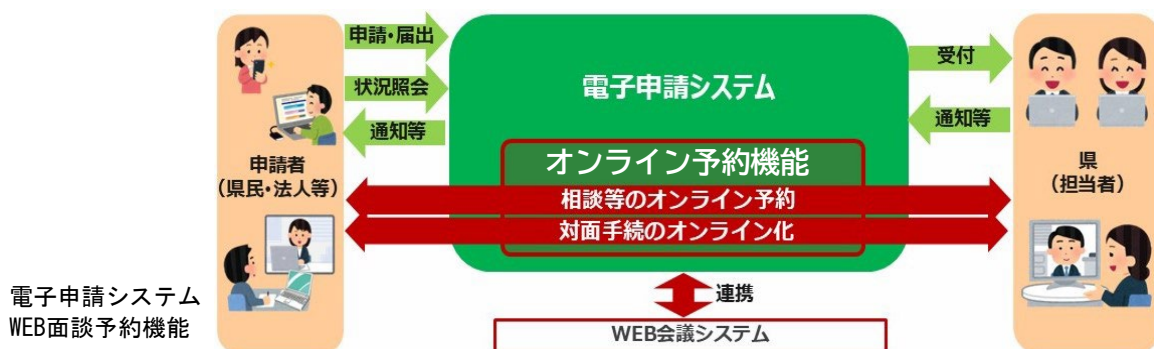 申請・届出
状況照会
通知等
申請者
（県民・法人等）
電子申請システム
オンライン予約機能
相談等のオンライン予約
対面手続のオンライン化
連携
WEB会議システム
受付
通知等
県
（担当者）
電子申請システム
WEB面談予約機能